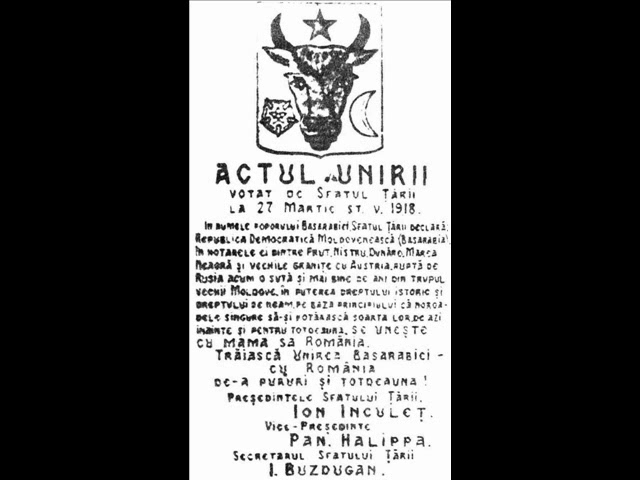 ACTUL UNIRII
VOTAT DE SFATUL ȚĂRII
LA 27 MARTIE ST. V. 1918.
IN NUMELE POPORULUI BASARABIEI, SFATUL ȚĂRII DECLARĂ:
REPUBLICA DEMOCRATICĂ MOLDOVENEASCĂ (BASARABIA),
ÎN HOTARELE EI DINTRE PRUT, NISTRU, DUNĂRE, MAREA
NEAGRĂ ȘI VECHILE GRANIȚE CU AUSTRIA, RUPTĂ DE
RUSIA ACUM O SUTĂ ȘI MAI BINE DE ANI DIN TRUPUL
VECHII MOLDOVE, ÎN PUTEREA DREPTULUI ISTORIC ȘI
DREPTULUI DE NEAM, PE BAZA PRINCIPIULUI CĂ NOROA-
DELE SINGURE SĂ-ȘI HOTĂRASCĂ SOARTA LOR, DE AZI
ÎNAINTE ȘI PENTRU TOTDEAUNA, SE UNEȘTE
CU MAMA SA ROMÂNIA.
TRĂIASCĂ UNIREA BASARABIEI -
CU ROMÂNIA
DE-A PURURI ȘI TOTDEAUNA!
PREȘEDINTELE SFATULUI ȚĂRII,
ION INCULEȚ.
VICE-PREȘEDINTE
PAN. HALIPPA.
SECRETARUL SFATULUI ȚĂRII
I. BUZDUGAN.